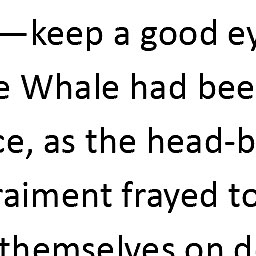 —keep a good ey
e Whale had bee
ce, as the head-b
raiment frayed to
themselves on d